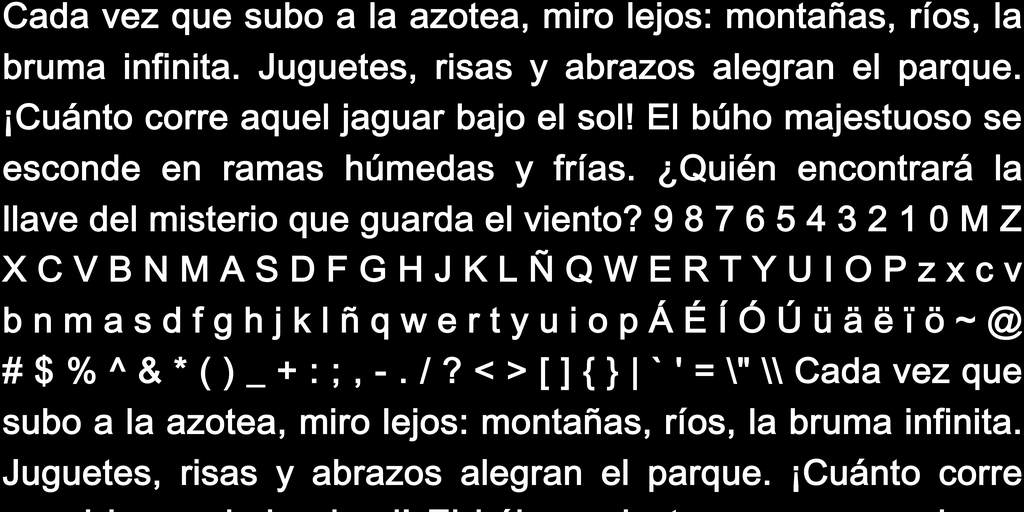 Cada vez que subo a la azotea, miro lejos: montañas, ríos, la
bruma infinita. Juguetes, risas y abrazos alegran el parque.
¡Cuánto corre aquel jaguar bajo el sol! El búho majestuoso se
esconde en ramas húmedas y frías. ¿Quién encontrará la
llave del misterio que guarda el viento? 9 8 7 6 5 4 3 2 1 0 M Z
X C V B N M A S D F G H J K L Ñ Q W E R T Y U I O P z x c v
b n m a s d f g h j k l ñ q w e r t y u i o p Á É Í Ó Ú ü ä ë ï ö ~ @
# $ % ^ & * ( ) _ + : ; , - . / ? < > [ ] { } | ` ' = \" \\ Cada vez que
subo a la azotea, miro lejos: montañas, ríos, la bruma infinita.
Juguetes, risas y abrazos alegran el parque. ¡Cuánto corre